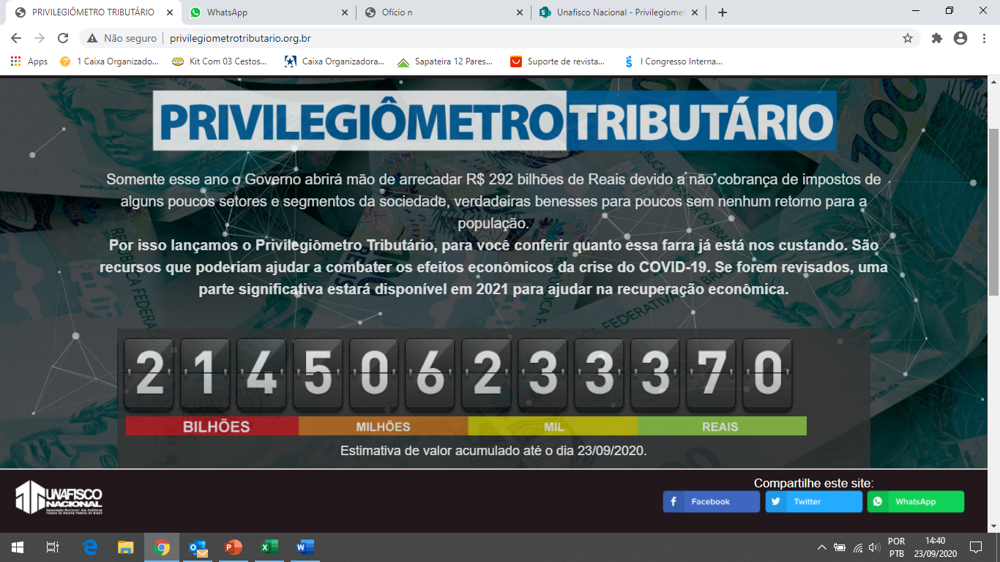 PRIVILEGIÔMETRO TRIBUTÁRIO
WhatsApp
Ofício n
Unafisco Nacional - Privilegiomet
Não seguro
privilegiometrotributario.org.br
Apps
1 Caixa Organizado...
Kit Com 03 Cestos...
Caixa Organizadora...
Sapateira 12 Pares...
Suporte de revista...
I Congresso Interna...
PRIVILEGIÔMETRO TRIBUTÁRIO
Somente esse ano o Governo abrirá mão de arrecadar R$ 292 bilhões de Reais devido a não cobrança de impostos de
alguns poucos setores e segmentos da sociedade, verdadeiras benesses para poucos sem nenhum retorno para a
população.
Por isso lançamos o Privilegiômetro Tributário, para você conferir quanto essa farra já está nos custando. São
recursos que poderiam ajudar a combater os efeitos econômicos da crise do COVID-19. Se forem revisados, uma
parte significativa estará disponível em 2021 para ajudar na recuperação econômica.
2 1 4 5 0 6 2 3 3 3 7 0
BILHÕES MILHÕES MIL REAIS
Estimativa de valor acumulado até o dia 23/09/2020.
UNAFISCO
NACIONAL
Associação Nacional dos Auditores
Fiscais da Receita Federal do Brasil
Compartilhe este site:
Facebook
Twitter
WhatsApp
POR
PTB
14:40
23/09/2020